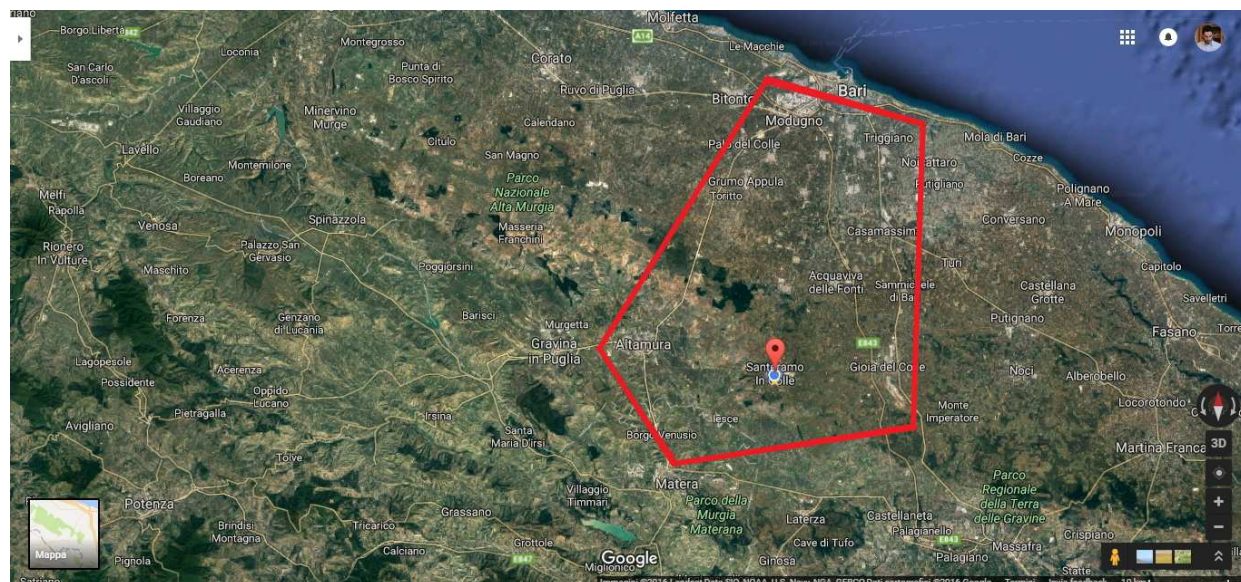 Molfetta
Borgo Libertà
A14
Le Macchie
Loconia
Montegrosso
Corato
San Carlo
D'ascoli
Punta di
Bosco Spirito
Ruvo di Puglia
Bitonto
Bari
Villaggio
Gaudiano
Minervino
Murge
Calendano
Modugno
Citulo
Palo del Colle
Triggiano
Mola di Bari
Lavello
San Magno
Noicattaro
Cozze
Montemilone
Boreano
Parco
Nazionale
Alta Murgia
Grumo Appula
Toritto
Rutigliano
Polignano
A Mare
Melfi
Rapolla
Venosa
Spinazzola
Masseria
Franchini
Casamassima
Conversano
Monopoli
Rionero
In Vulture
Palazzo San
Gervasio
Maschito
Poggiorsini
Acquaviva
delle Fonti
Turi
Capitolo
Sammichele
di Bari
Castellana
Grotte
Savelletri
Forenza
Genzano
di Lucania
Barisci
Murgetta
Putignano
Fasano
Torre
Gravina
in Puglia
Altamura
E843
Lagopesole
Possidente
Acerenza
Santeramo
In Colle
Gioia del Colle
Noci
Alberobello
Oppido
Lucano
Pietragalla
Irsina
Locorotondo
Avigliano
Iesce
Monte
Imperatore
Santa
Maria D'irsi
Borgo Venusio
3D
Martina Franca
Tolve
Matera
Villaggio
Timmari
Parco
Regionale
della Terra
delle Gravine
Potenza
Grassano
Parco della
Murgia
Materana
Laterza
Castellaneta
Brindisi
Montagna
Tricarico
Palagianello
Crispiano
Mappa
Grottole
Cave di Tufo
E843
Massafra
Pignola
Calciano
E847
Miglionico
Google
Ginosa
Palagiano
Statte